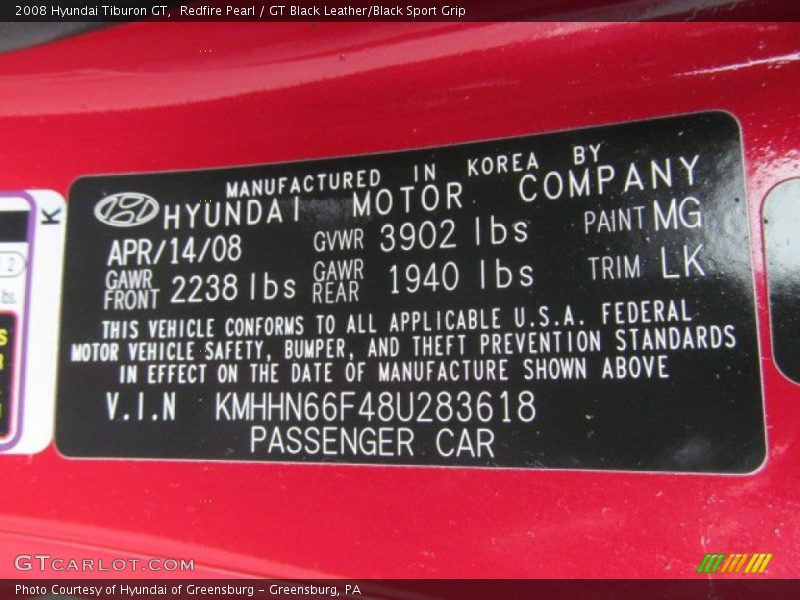 2008 Hyundai Tiburon GT,  Redfire Pearl / GT Black Leather/Black Sport Grip
MANUFACTURED IN KOREA BY
HYUNDAI MOTOR COMPANY
APR/14/08 GVWR 3902 lbs PAINT MG
GAWR FRONT 2238 lbs GAWR REAR 1940 lbs TRIM LK
THIS VEHICLE CONFORMS TO ALL APPLICABLE U.S.A. FEDERAL
MOTOR VEHICLE SAFETY, BUMPER, AND THEFT PREVENTION STANDARDS
IN EFFECT ON THE DATE OF MANUFACTURE SHOWN ABOVE
V.I.N KMHHN66F48U283618
PASSENGER CAR
K
GTCARLOT.COM
Photo Courtesy of Hyundai of Greensburg - Greensburg, PA